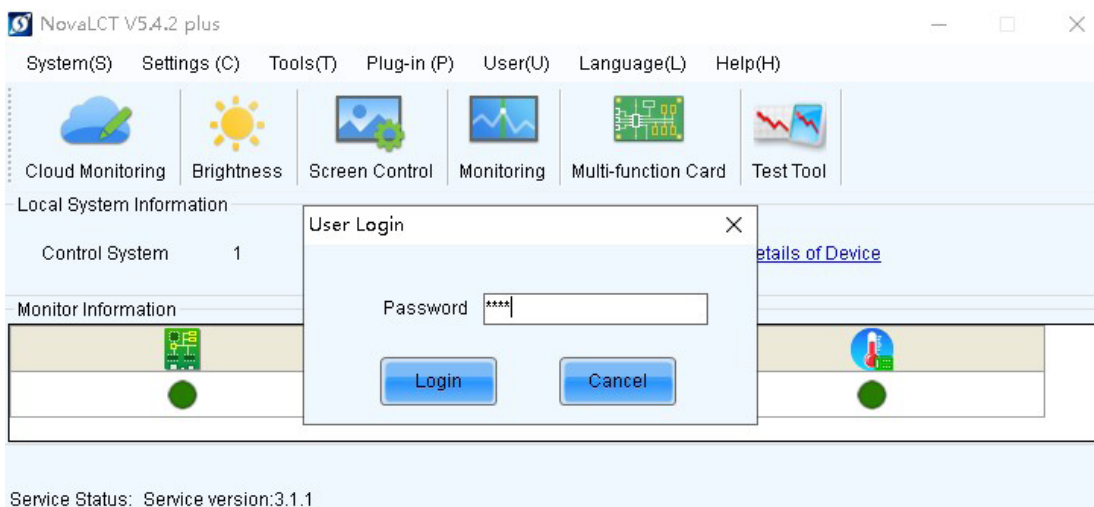 NovaLCT V5.4.2 plus
System(S) Settings (C) Tools(T) Plug-in (P) User(U) Language(L) Help(H)
Cloud Monitoring Brightness Screen Control Monitoring Multi-function Card Test Tool
Local System Information
User Login
Control System 1
etails of Device
Password ****
Monitor Information
Login Cancel
Service Status: Service version:3.1.1